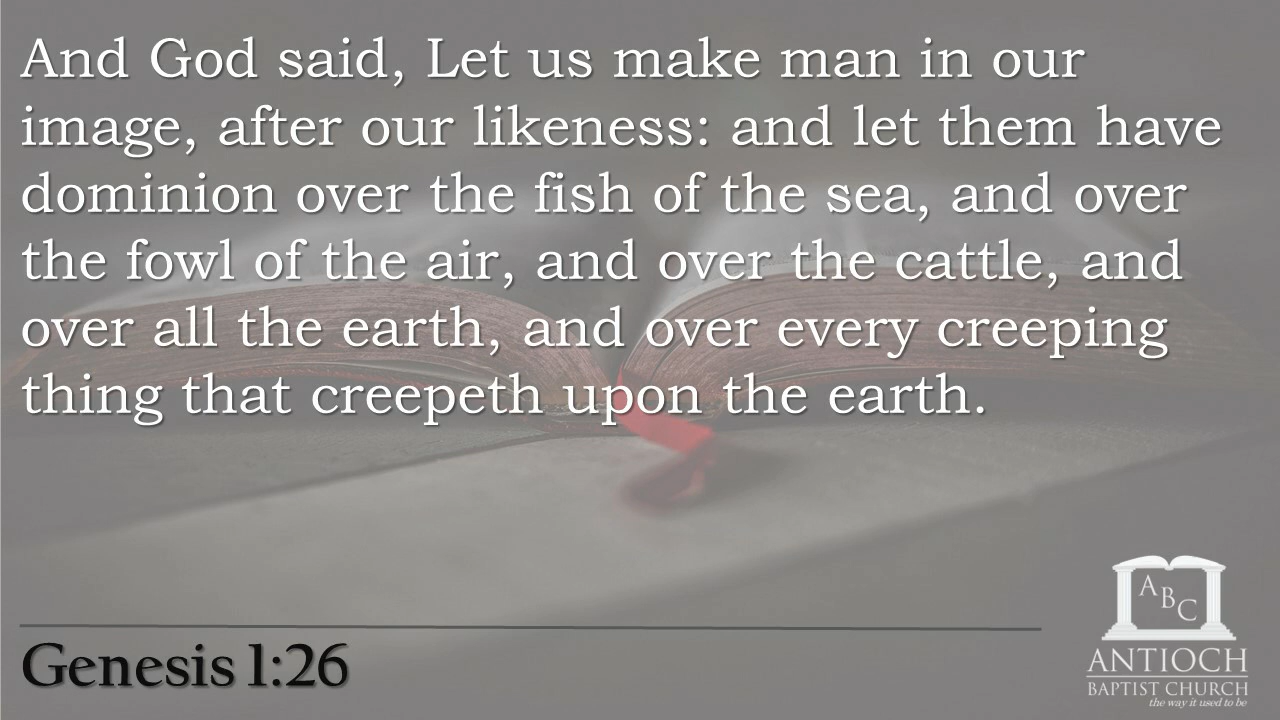 And God said, Let us make man in our
image, after our likeness: and let them have
dominion over the fish of the sea, and over
the fowl of the air, and over the cattle, and
over all the earth, and over every creeping
thing that creepeth upon the earth.
Genesis 1:26
A B C
ANTIOCH
BAPTIST CHURCH
the way it used to be